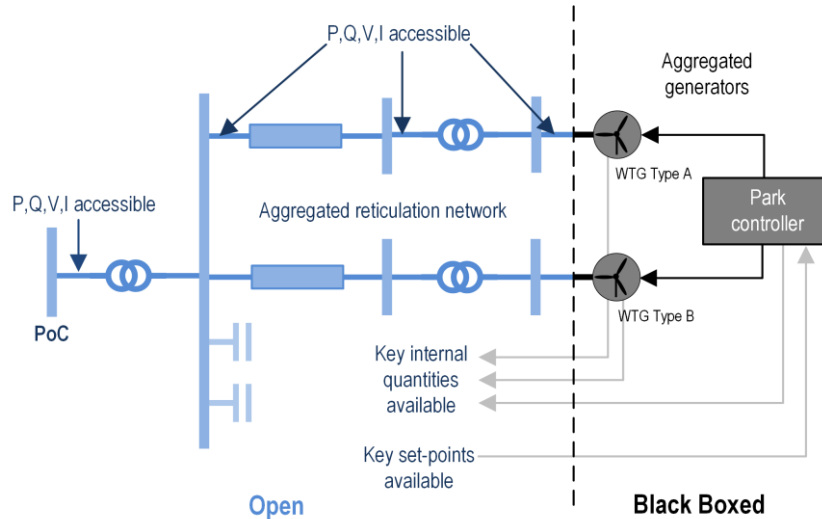 P,Q,V,I accessible
Aggregated
generators
WTG Type A
P,Q,V,I accessible
Aggregated reticulation network
Park
controller
PoC
WTG Type B
Key internal
quantities
available
Key set-points
available
Open
Black Boxed